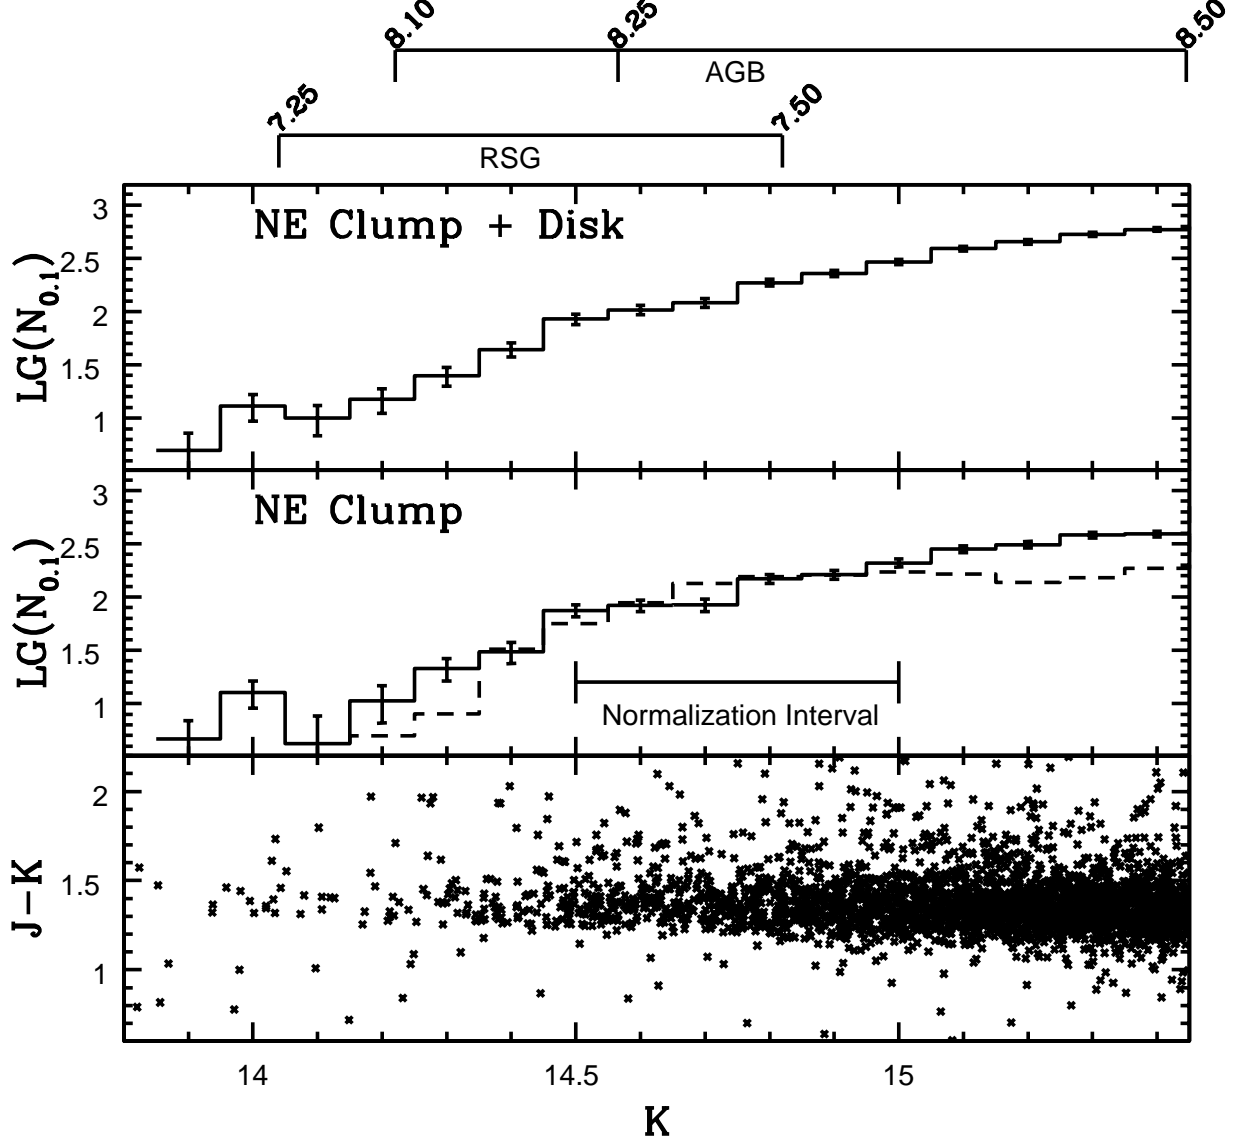 8.10 8.25 8.50
AGB
7.25 7.50
RSG
NE Clump + Disk
LG(N0.1)
3
2.5
2
1.5
1
NE Clump
LG(N0.1)
3
2.5
2
1.5
1
Normalization Interval
J-K
2
1.5
1
14 14.5 15
K